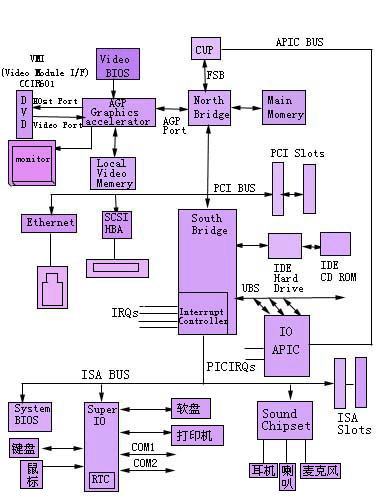 VMI
(Video Module I/F)
CCIR601
Video
BIOS
CUP
APIC BUS
FSB
DVD
HOst Port
Video Port
AGP
Graphics
accelerator
AGP
Port
North
Bridge
Main
Momery
monitor
Local
Video
Memery
PCI Slots
PCI BUS
Ethernet
SCSI
HBA
South
Bridge
IDE
Hard
Drive
IDE
CD ROM
UBS
IRQs
Interrupt
Controller
IO
APIC
PICIRQs
ISA BUS
System
BIOS
Super
IO
软盘
打印机
Sound
Chipset
ISA
Slots
键盘
鼠标
COM1
COM2
RTC
耳机
喇叭
麦克风